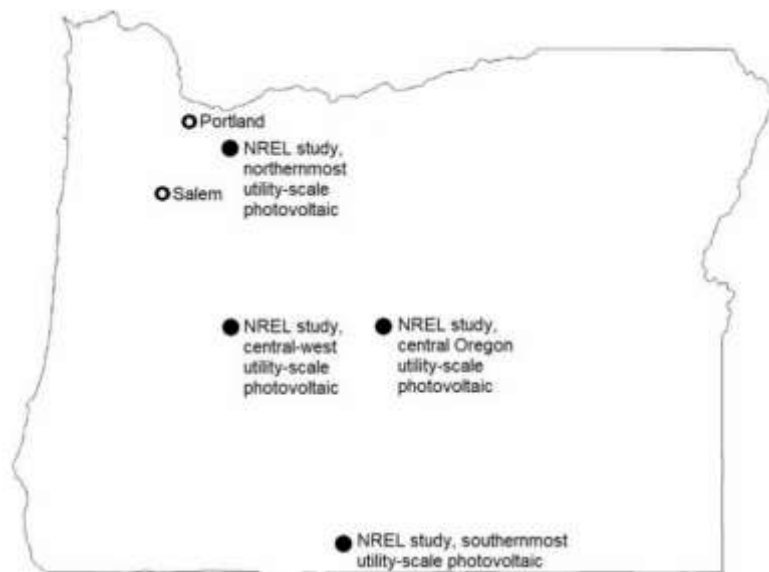 Portland
NREL study,
northernmost
utility-scale
photovoltaic
Salem
NREL study,
central-west
utility-scale
photovoltaic
NREL study,
central Oregon
utility-scale
photovoltaic
NREL study, southernmost
utility-scale photovoltaic